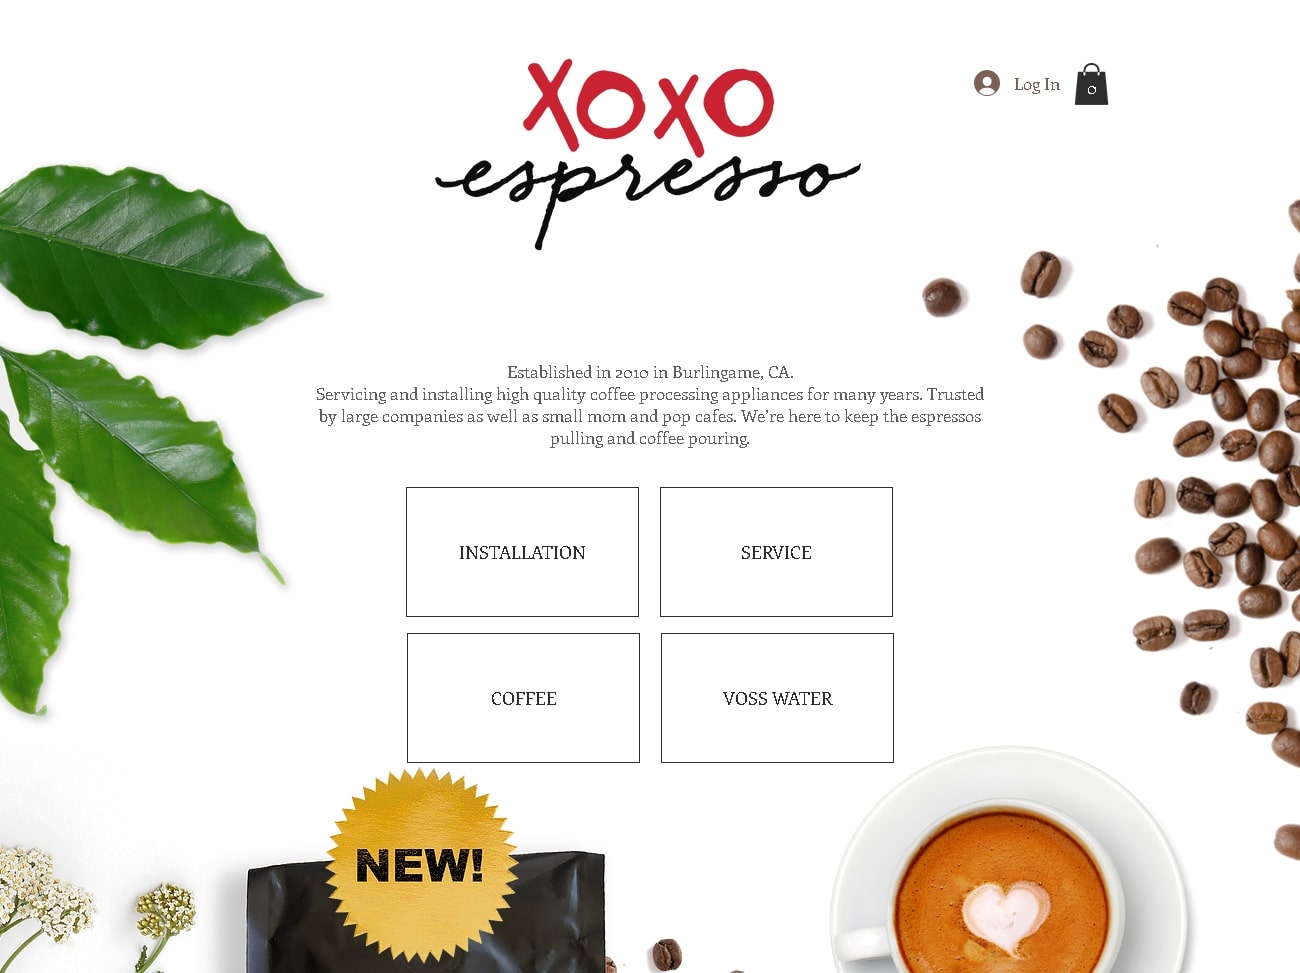 xoxo
espresso
Log In
0
Established in 2010 in Burlingame, CA.
Servicing and installing high quality coffee processing appliances for many years. Trusted
by large companies as well as small mom and pop cafes. We're here to keep the espressos
pulling and coffee pouring.
INSTALLATION
SERVICE
COFFEE
VOSS WATER
NEW!